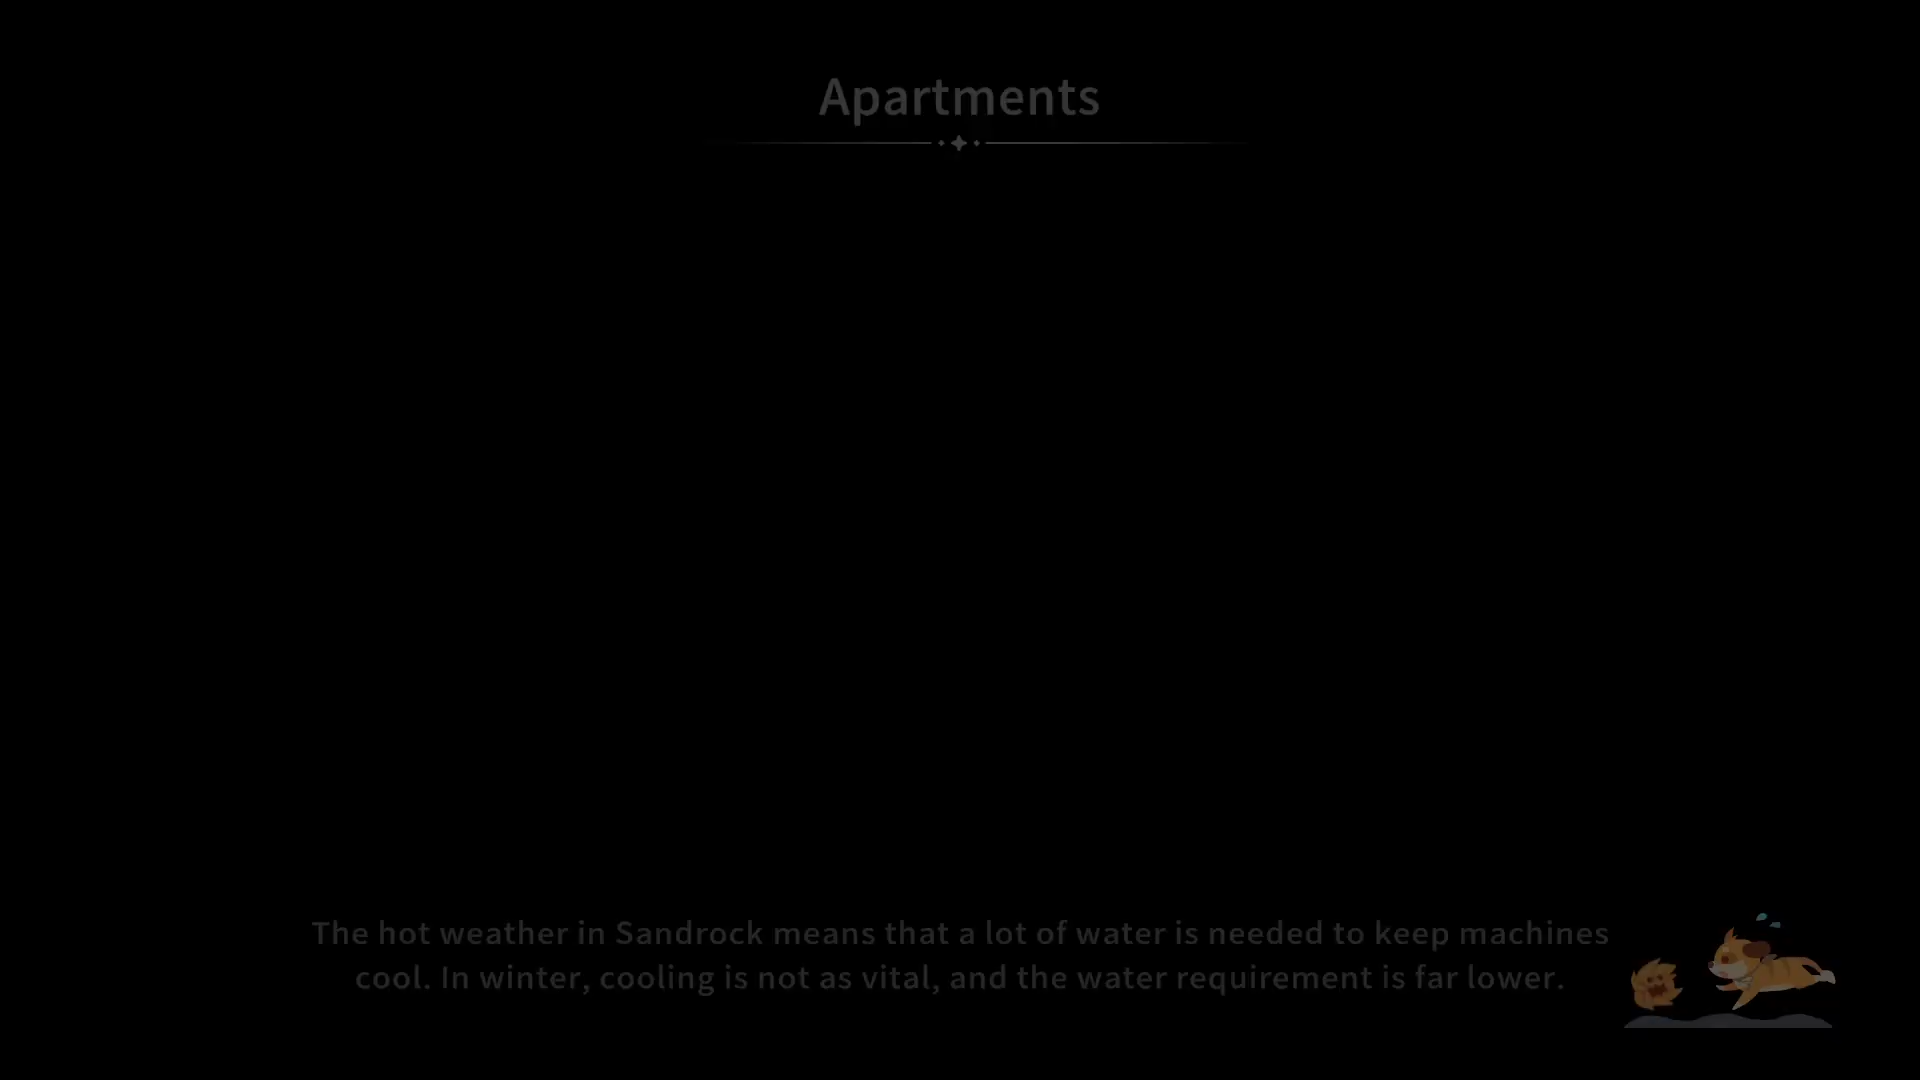 Apartments
The hot weather in Sandrock means that a lot of water is needed to keep machines
cool. In winter, cooling is not as vital, and the water requirement is far lower.